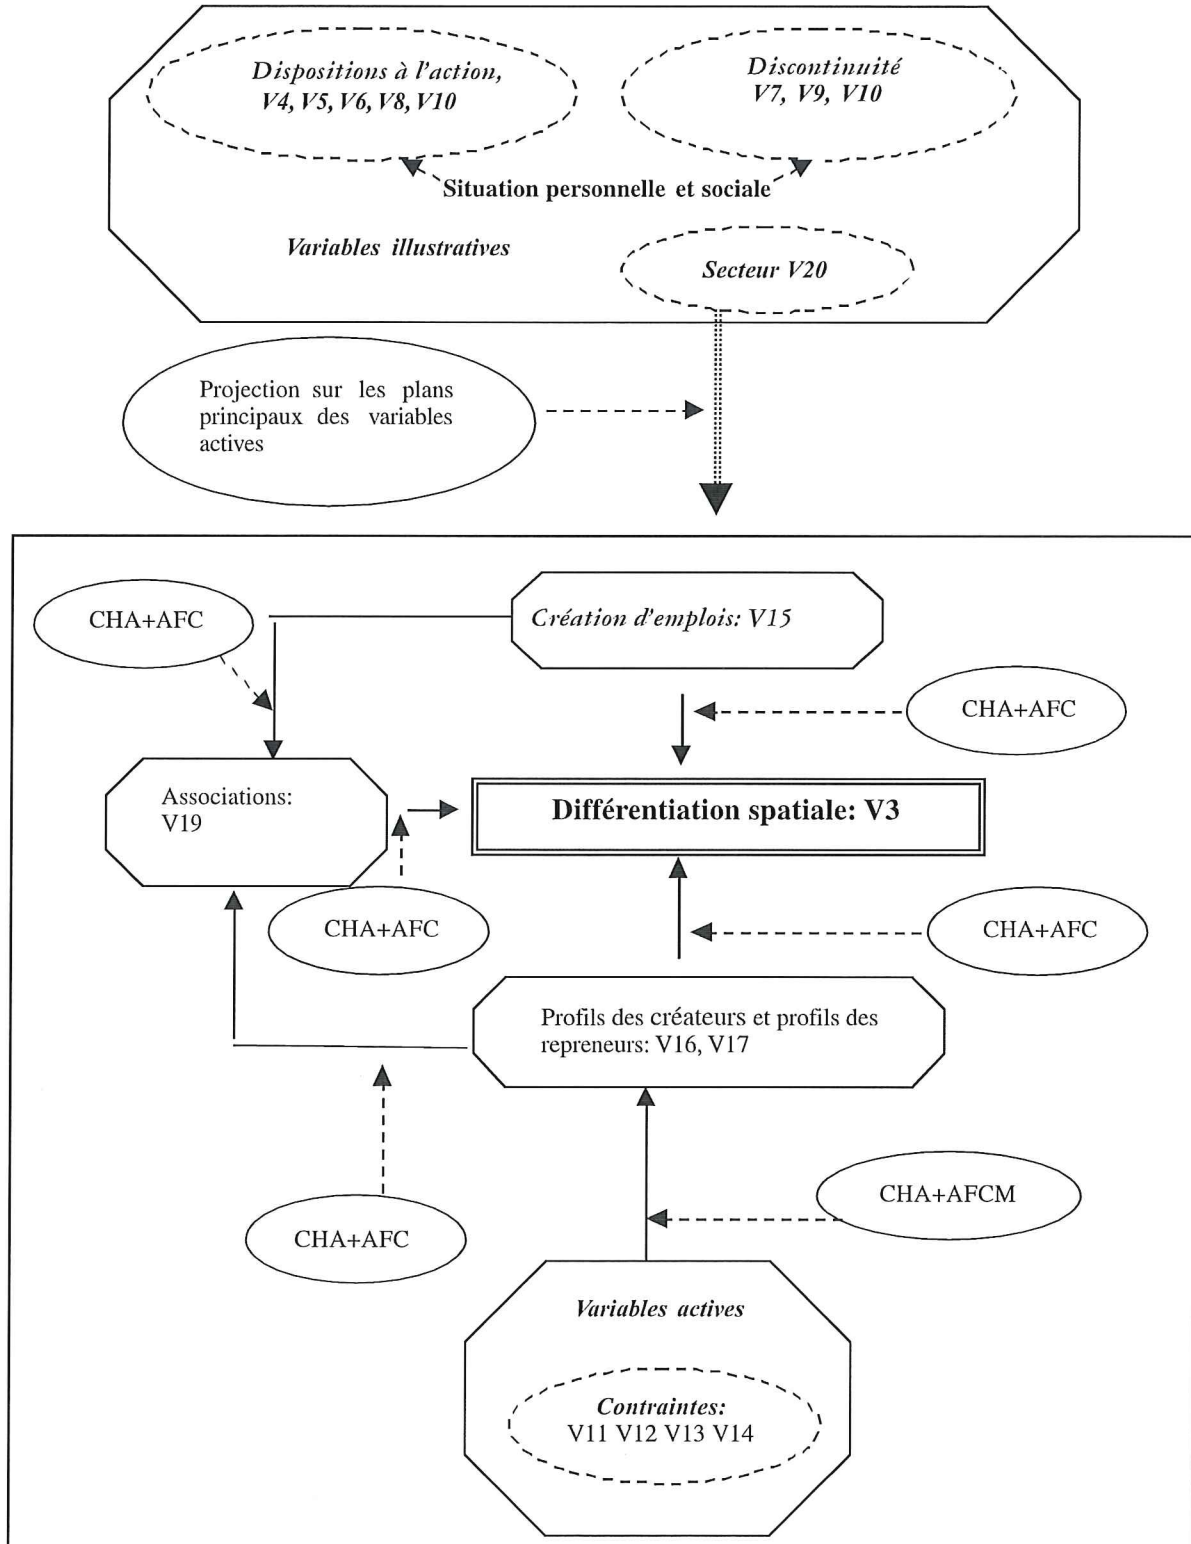 Dispositions à l'action,
V4, V5, V6, V8, V10
Discontinuité
V7, V9, V10
Situation personnelle et sociale
Variables illustratives
Secteur V20
Projection sur les plans
principaux des variables
actives
CHA+AFC
Création d'emplois: V15
CHA+AFC
Associations:
V19
Différentiation spatiale: V3
CHA+AFC
CHA+AFC
Profils des créateurs et profils des
repreneurs: V16, V17
CHA+AFCM
CHA+AFC
Variables actives
Contraintes:
V11 V12 V13 V14